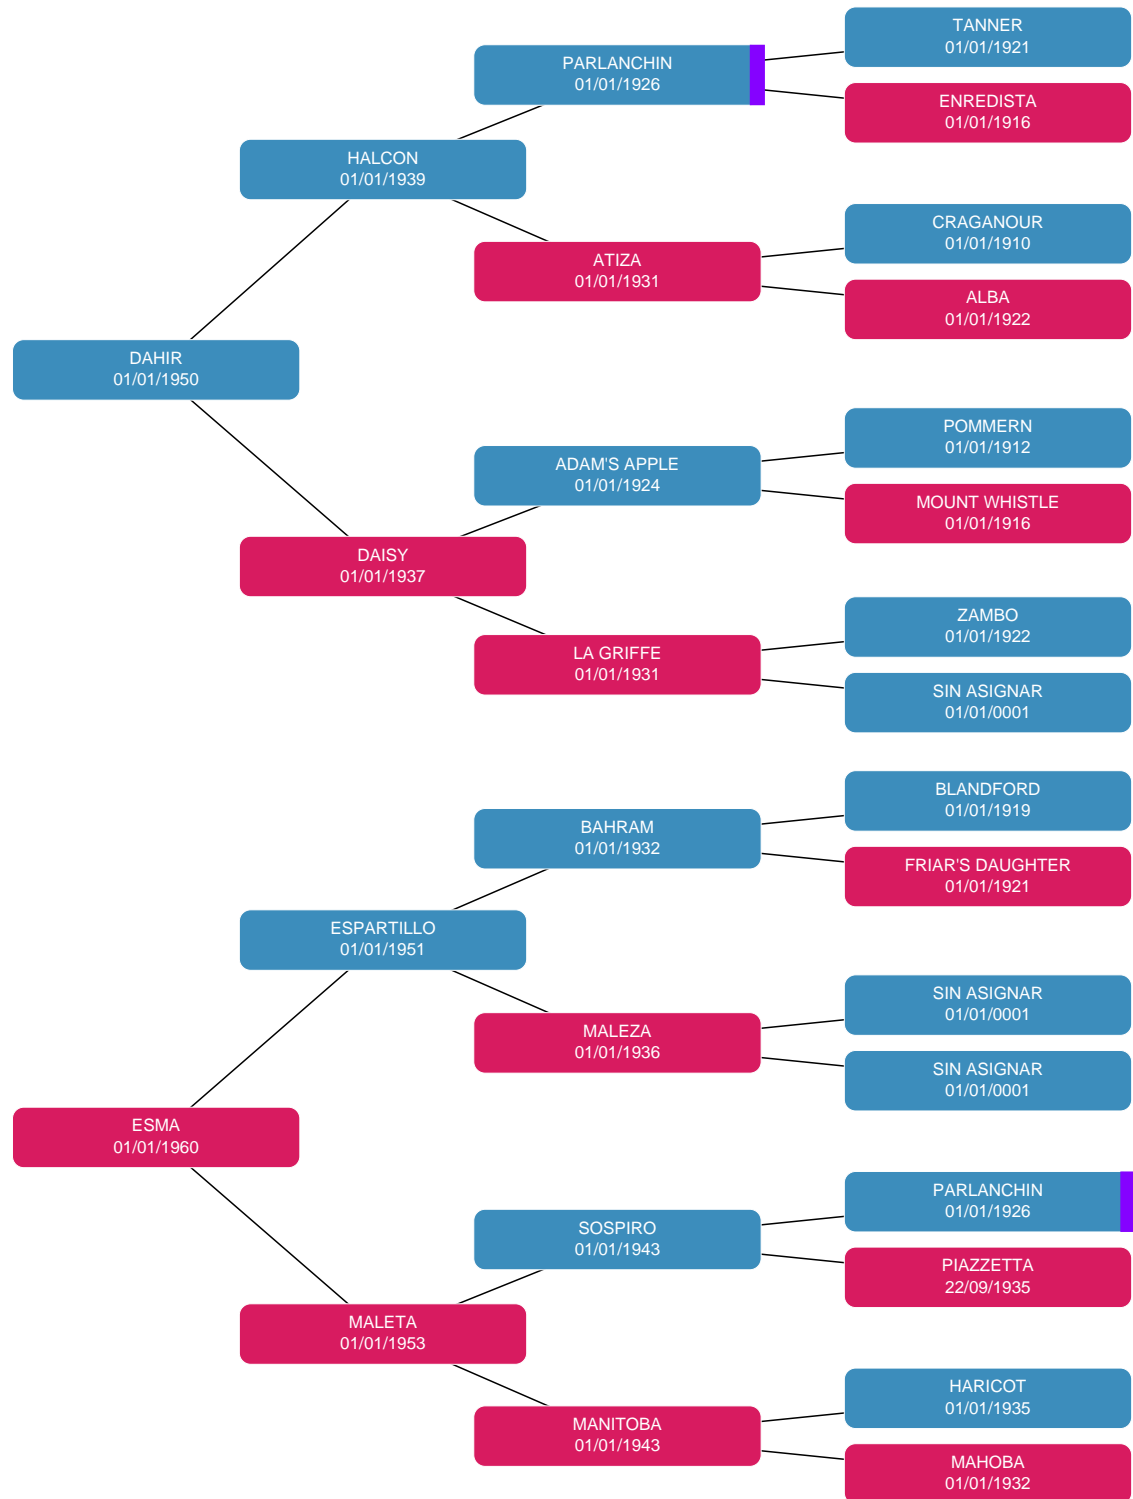 TANNER
01/01/1921
PARLANCHIN
01/01/1926
ENREDISTA
01/01/1916
HALCON
01/01/1939
CRAGANOUR
01/01/1910
ATIZA
01/01/1931
ALBA
01/01/1922
DAHIR
01/01/1950
POMMERN
01/01/1912
ADAM'S APPLE
01/01/1924
MOUNT WHISTLE
01/01/1916
DAISY
01/01/1937
ZAMBO
01/01/1922
LA GRIFFE
01/01/1931
SIN ASIGNAR
01/01/0001
BLANDFORD
01/01/1919
BAHRAM
01/01/1932
FRIAR'S DAUGHTER
01/01/1921
ESPARTILLO
01/01/1951
SIN ASIGNAR
01/01/0001
MALEZA
01/01/1936
SIN ASIGNAR
01/01/0001
ESMA
01/01/1960
PARLANCHIN
01/01/1926
SOSPIRO
01/01/1943
PIAZZETTA
22/09/1935
MALETA
01/01/1953
HARICOT
01/01/1935
MANITOBA
01/01/1943
MAHOBA
01/01/1932